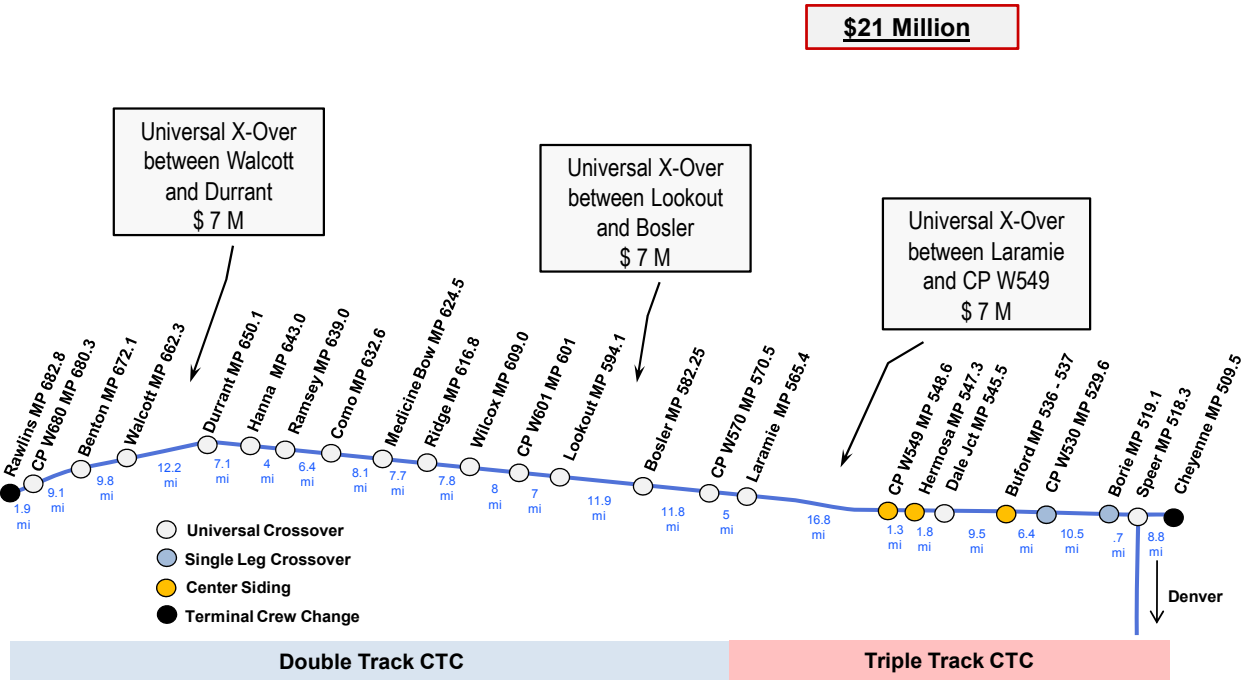 $21 Million
Universal X-Over
between Walcott
and Durrant
$ 7 M
Universal X-Over
between Lookout
and Bosler
$ 7 M
Universal X-Over
between Laramie
and CP W549
$ 7 M
Rawlins MP 682.8
CP W680 MP 680.3
Benton MP 672.1
Walcott MP 662.3
Durrant MP 650.1
Hanna MP 643.0
Ramsey MP 639.0
Como MP 632.6
Medicine Bow MP 624.5
Ridge MP 616.8
Wilcox MP 609.0
CP W601 MP 601
Lookout MP 594.1
Bosler MP 582.25
CP W570 MP 570.5
Laramie MP 565.4
CP W549 MP 548.6
Hermosa MP 547.3
Dale Jct MP 545.5
Buford MP 536 - 537
CP W530 MP 529.6
Borie MP 519.1
Speer MP 518.3
Cheyenne MP 509.5
1.9
mi
9.1
mi
9.8
mi
12.2
mi
7.1
mi
4
mi
6.4
mi
8.1
mi
7.7
mi
7.8
mi
8
mi
7
mi
11.9
mi
11.8
mi
5
mi
16.8
mi
1.3
mi
1.8
mi
9.5
mi
6.4
mi
10.5
mi
.7
mi
8.8
mi
Universal Crossover
Single Leg Crossover
Center Siding
Terminal Crew Change
Denver
Double Track CTC
Triple Track CTC